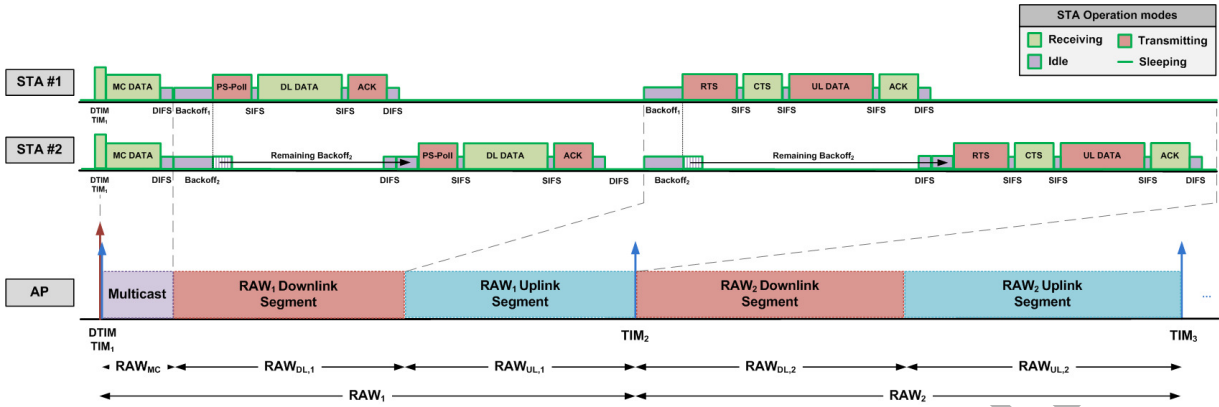 STA Operation modes
Receiving Transmitting
Idle Sleeping
STA #1
MC DATA PS-Poll DL DATA ACK RTS CTS UL DATA ACK
DTIM DIFS Backoff1 SIFS SIFS DIFS Backoff1 SIFS SIFS SIFS DIFS
TIM1
STA #2
MC DATA Remaining Backoff2 PS-Poll DL DATA ACK Remaining Backoff2 RTS CTS UL DATA ACK
DTIM DIFS Backoff2 DIFS SIFS SIFS DIFS Backoff2 DIFS SIFS SIFS SIFS DIFS
TIM1
AP
Multicast
RAW1 Downlink
Segment
RAW1 Uplink
Segment
RAW2 Downlink
Segment
RAW2 Uplink
Segment
...
DTIM TIM2 TIM3
TIM1
RAWMC RAWDL,1 RAWUL,1 RAWDL,2 RAWUL,2
RAW1 RAW2